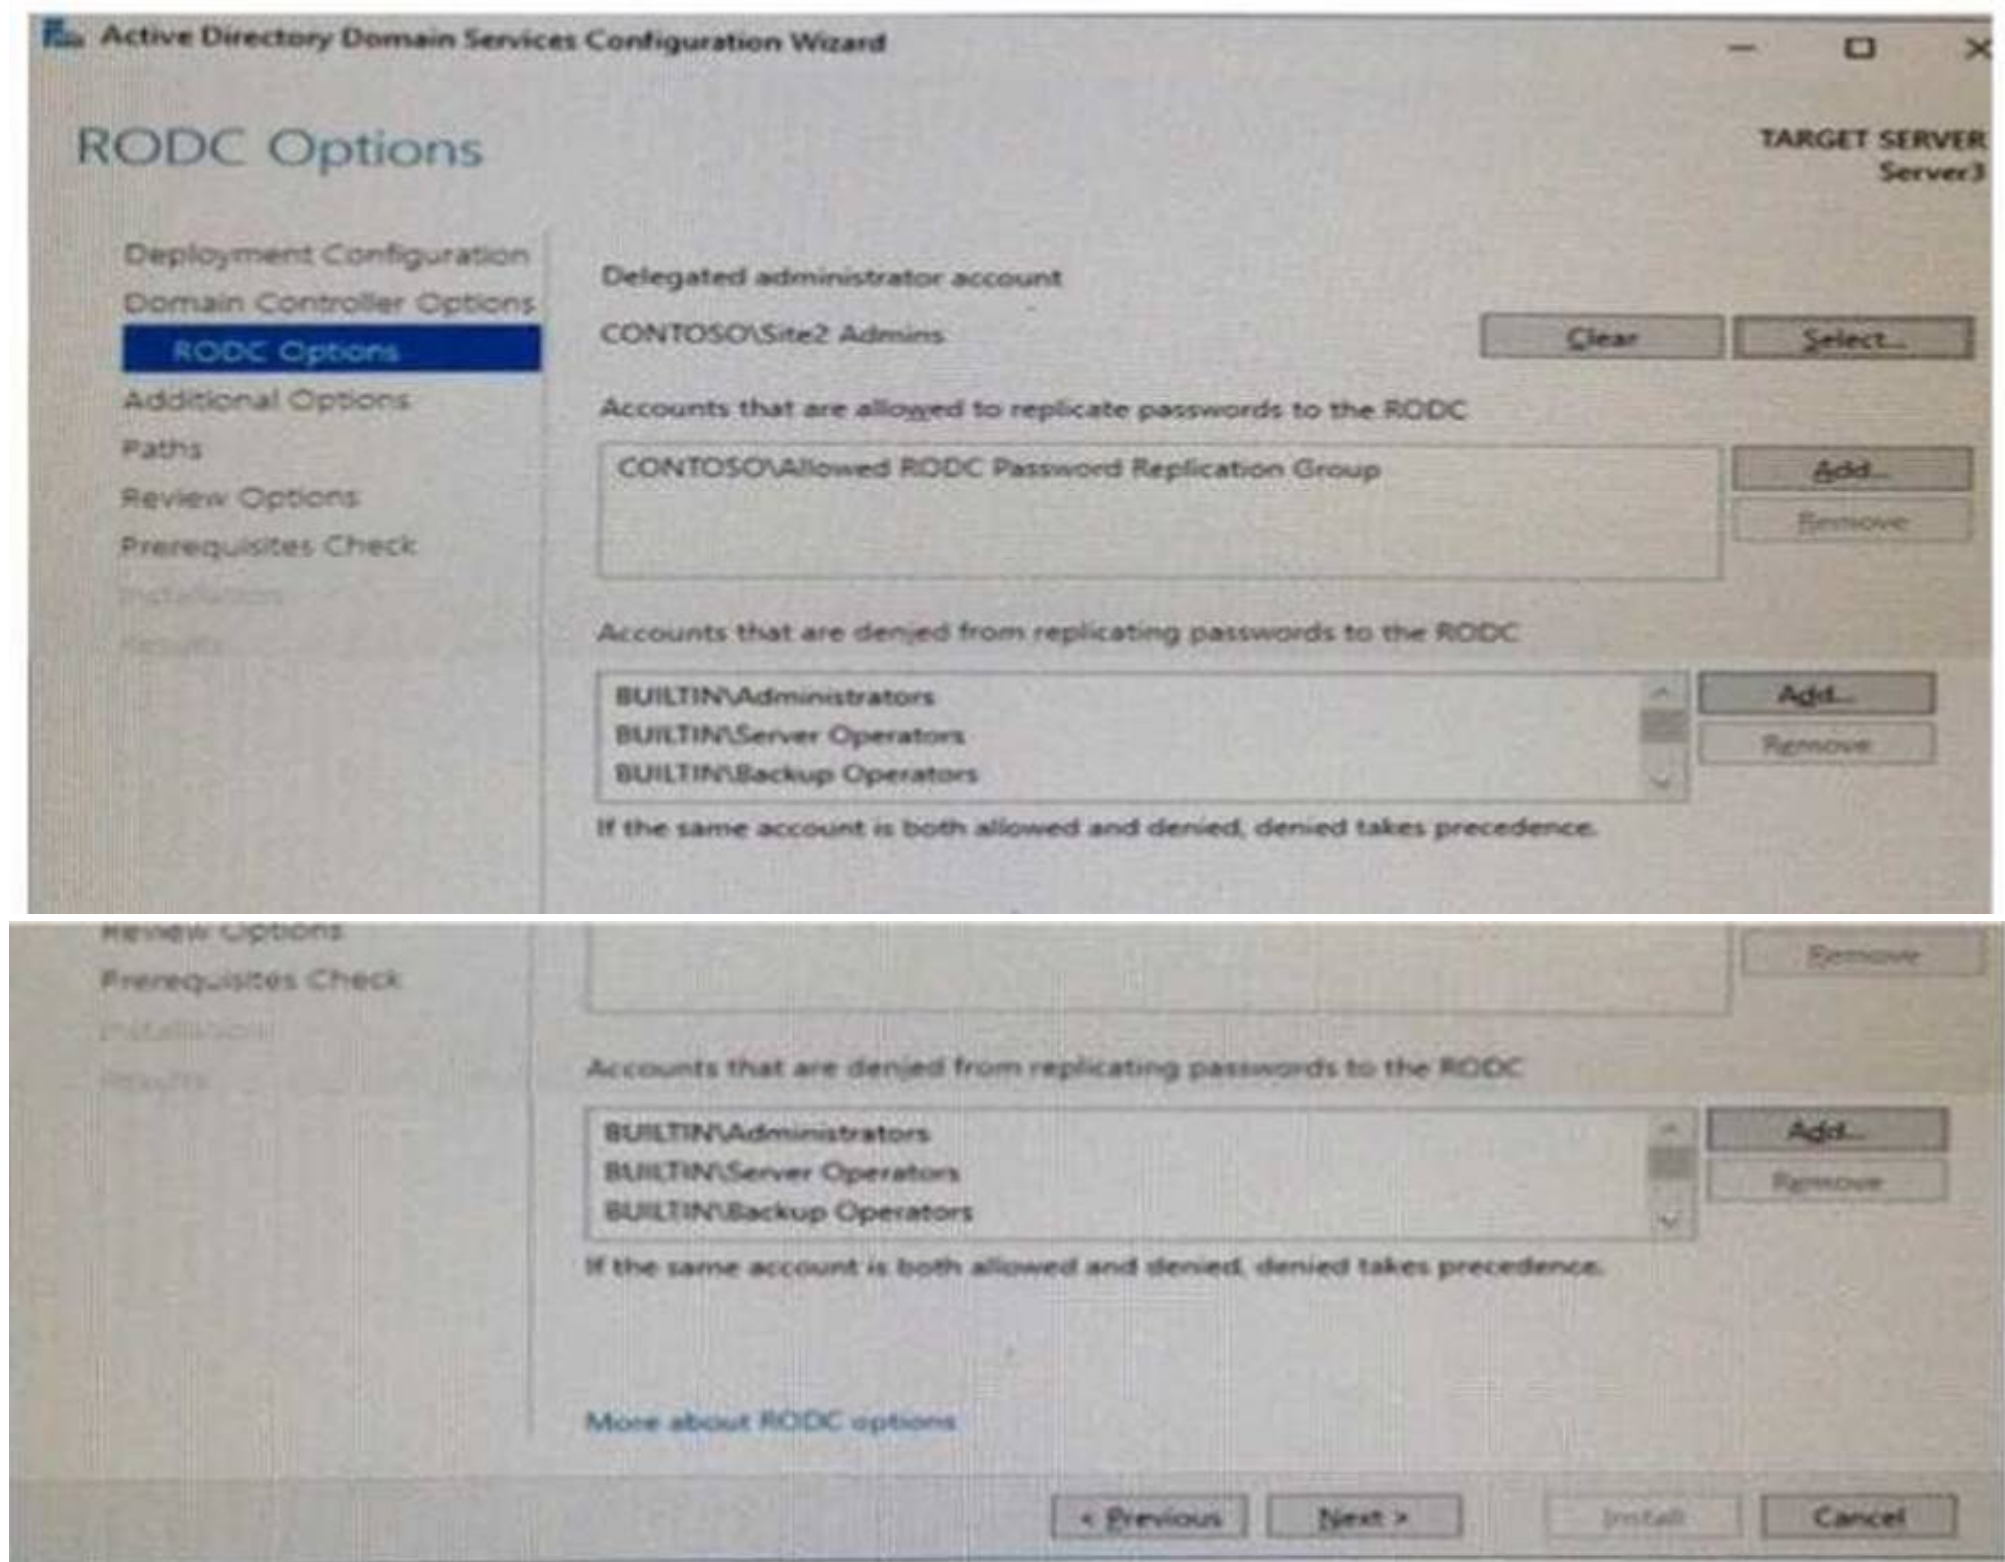 Active Directory Domain Services Configuration Wizard
RODC Options
TARGET SERVER
Server3
Deployment Configuration
Domain Controller Options
RODC Options
Additional Options
Paths
Review Options
Prerequisites Check
Installation
Results
Delegated administrator account
CONTOSO\Site2 Admins
Clear
Select...
Accounts that are allowed to replicate passwords to the RODC
CONTOSO\Allowed RODC Password Replication Group
Add...
Remove
Accounts that are denied from replicating passwords to the RODC
BUILTIN\Administrators
BUILTIN\Server Operators
BUILTIN\Backup Operators
Add...
Remove
If the same account is both allowed and denied, denied takes precedence.
Review Options
Prerequisites Check
Installation
Results
Remove
Accounts that are denied from replicating passwords to the RODC
BUILTIN\Administrators
BUILTIN\Server Operators
BUILTIN\Backup Operators
Add...
Remove
If the same account is both allowed and denied, denied takes precedence.
More about RODC options
< Previous
Next >
Install
Cancel